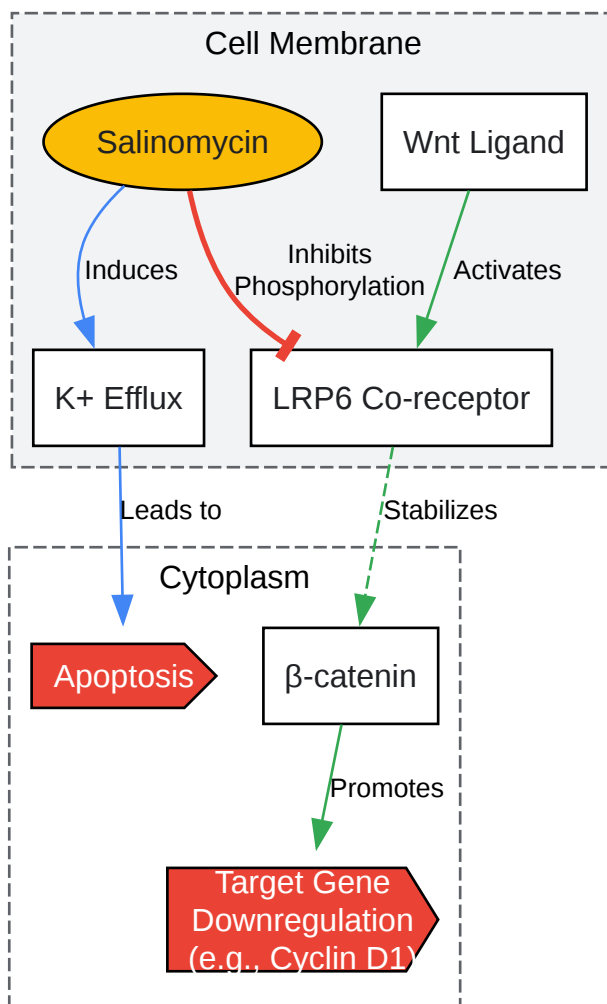 Cell Membrane
Salinomycin
Wnt Ligand
Induces
Inhibits
Phosphorylation
Activates
K+ Efflux
LRP6 Co-receptor
Leads to
Stabilizes
Cytoplasm
Apoptosis
β-catenin
Promotes
Target Gene
Downregulation
(e.g., Cyclin D1)